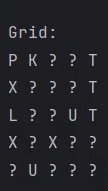 Grid:
P K ? ? T
X ? ? ? T
L ? ? U T
X ? X ? ?
? U ? ? ?